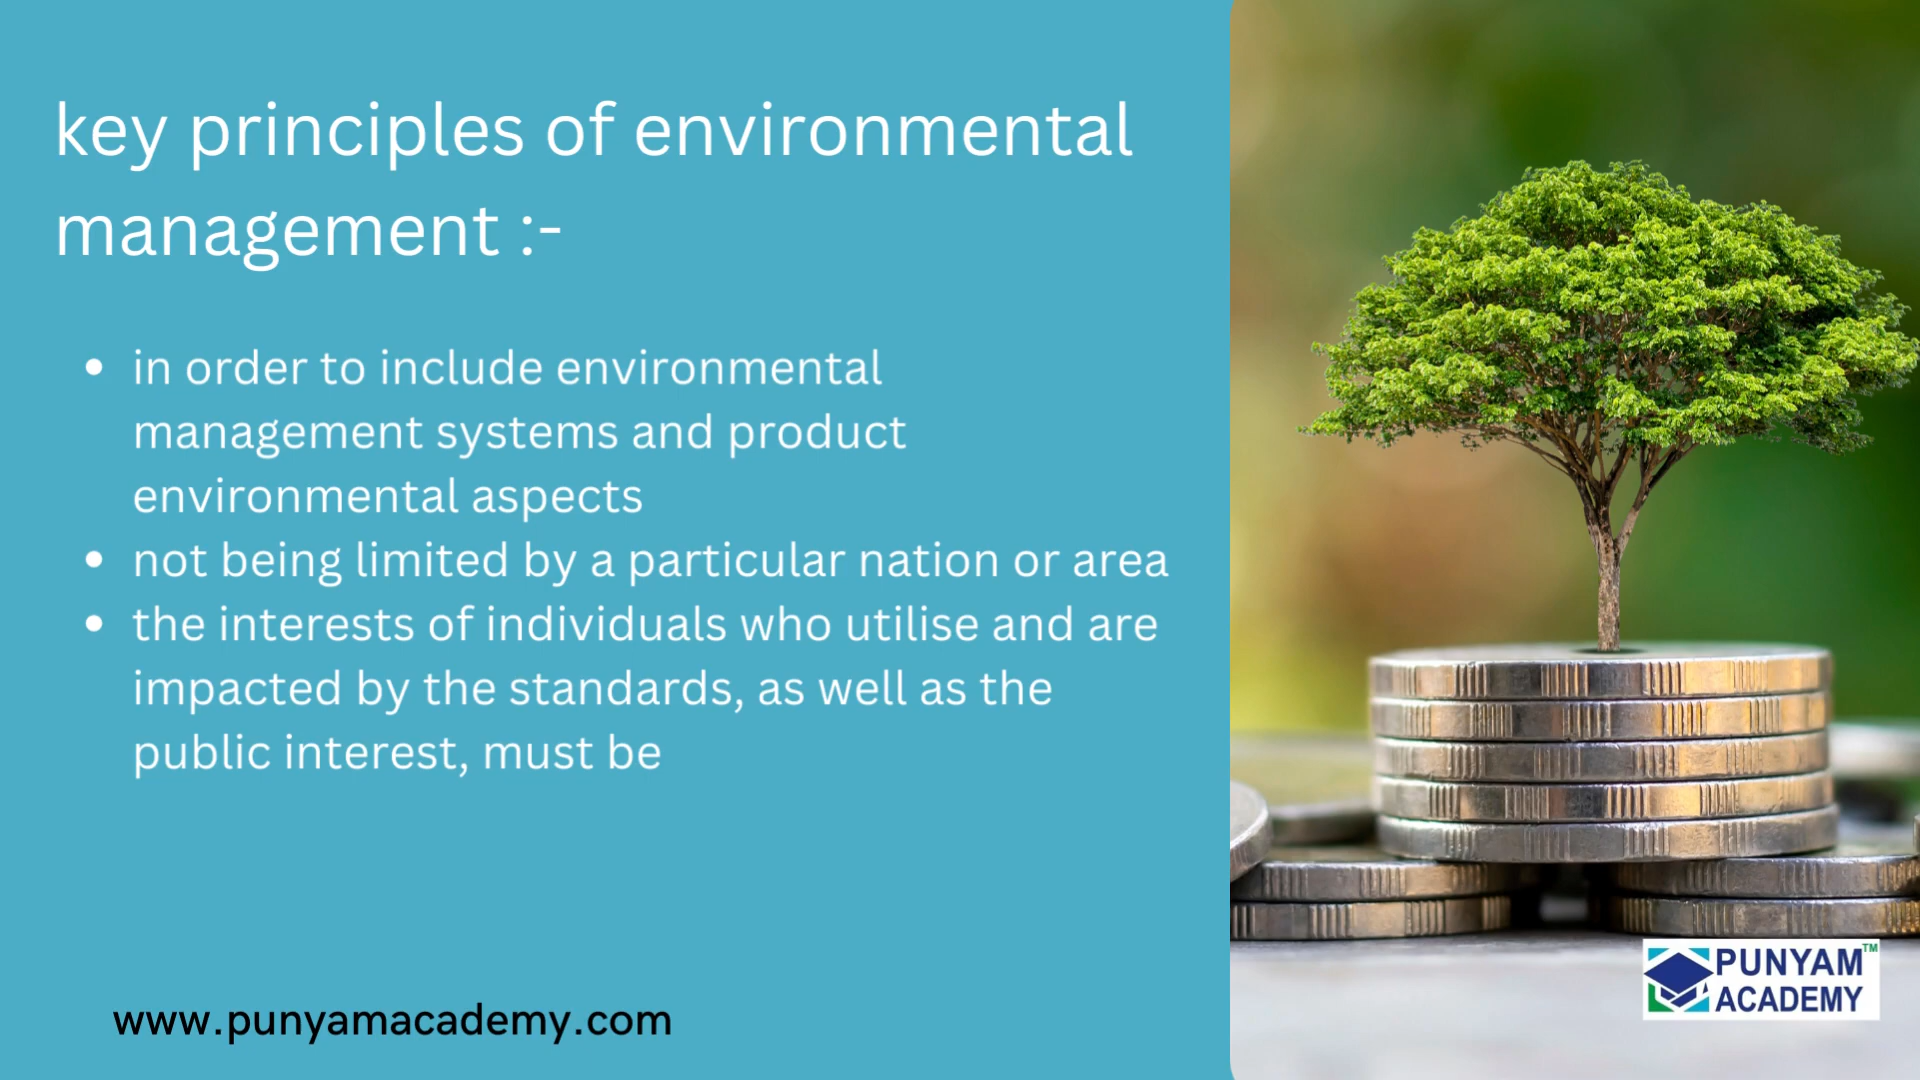 key principles of environmental
management :-
• in order to include environmental
management systems and product
environmental aspects
• not being limited by a particular nation or area
• the interests of individuals who utilise and are
impacted by the standards, as well as the
public interest, must be
www.punyamacademy.com
PUNYAM™
ACADEMY